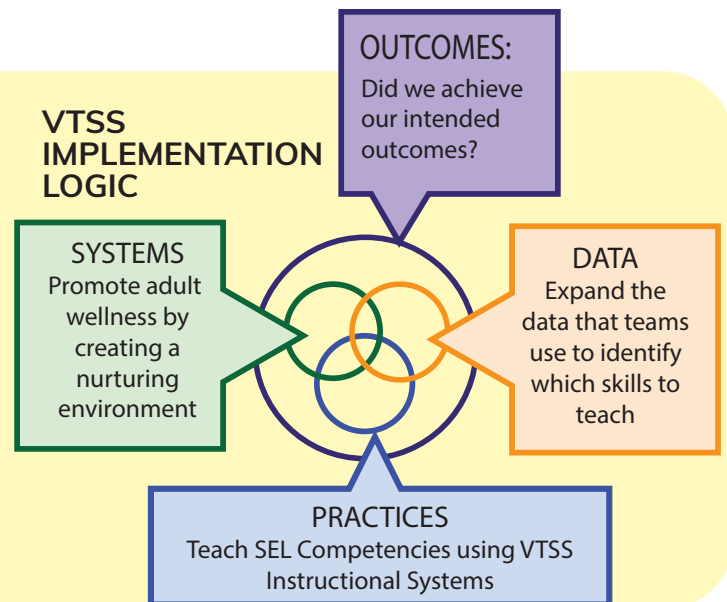 OUTCOMES:
Did we achieve
our intended
outcomes?
VTSS
IMPLEMENTATION
LOGIC
SYSTEMS
Promote adult
wellness by
creating a
nurturing
environment
DATA
Expand the
data that teams
use to identify
which skills to
teach
PRACTICES
Teach SEL Competencies using VTSS
Instructional Systems